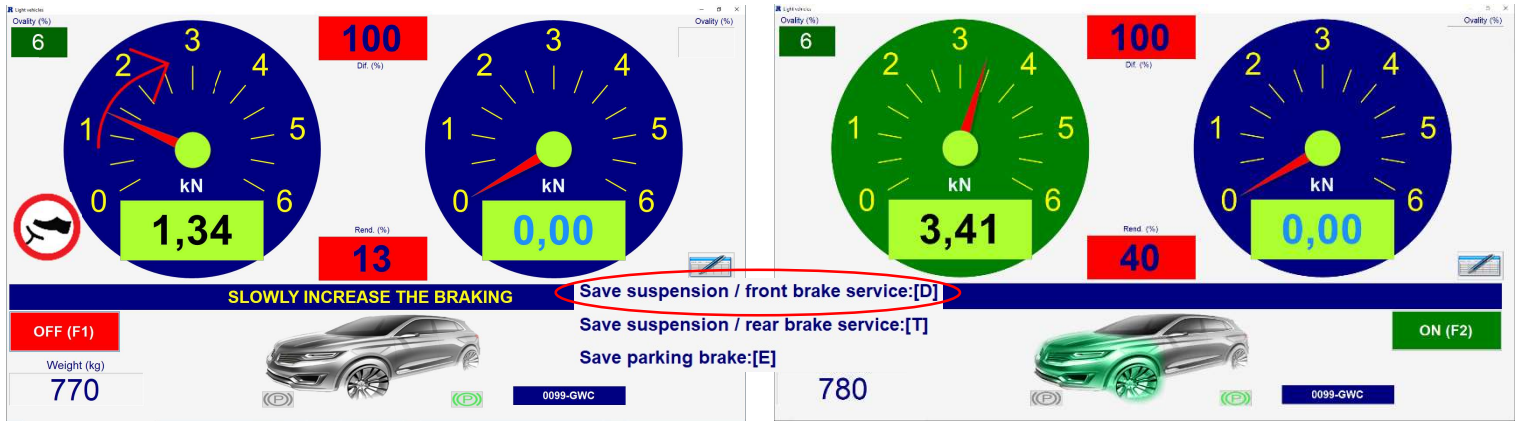 Light vehicles
Ovality (%)
6
Ovality (%)
0 1 2 3 4 5 6
kN
1,34
100
Dif. (%)
Rend. (%)
13
0 1 2 3 4 5 6
kN
0,00
SLOWLY INCREASE THE BRAKING
OFF (F1)
Weight (kg)
770
(P)
(P)
0099-GWC
Save suspension / front brake service:[D]
Save suspension / rear brake service:[T]
Save parking brake:[E]
Light vehicles
Ovality (%)
6
Ovality (%)
0 1 2 3 4 5 6
kN
3,41
100
Dif. (%)
Rend. (%)
40
0 1 2 3 4 5 6
kN
0,00
ON (F2)
780
(P)
(P)
0099-GWC